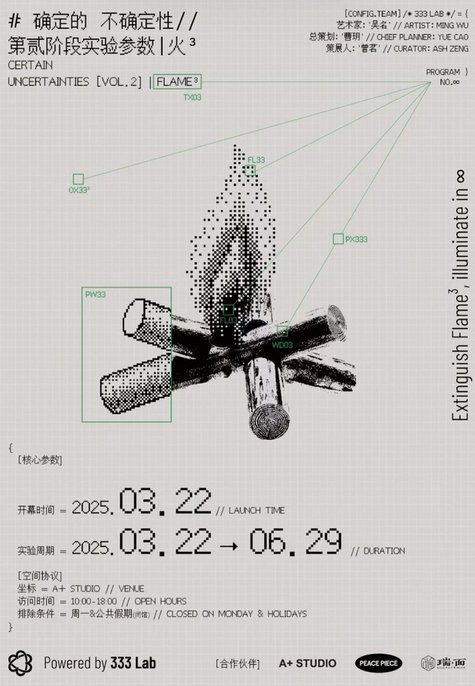 # 确定的 不确定性//
第贰阶段实验参数|火³
CERTAIN
UNCERTAINTIES [VOL.2] |FLAME³
TX03
[CONFIG.TEAM] /* 333 LAB */ = {
艺术家: '吴名' // ARTIST: MING WU
总策划: '曹玥' // CHIEF PLANNER: YUE CAO
策展人: '曾茗' // CURATOR: ASH ZENG
PROGRAM }
NO.∞
FL33
OX33³
PX333
PW33
FL03
WD03
Extinguish Flame³, illuminate in ∞
{
[核心参数]
开幕时间 = 2025.03.22 // LAUNCH TIME
实验周期 = 2025.03.22 → 06.29 // DURATION
[空间协议]
坐标 = A+ STUDIO // VENUE
访问时间 = 10:00-18:00 // OPEN HOURS
排除条件 = 周一&公共假期(闭馆) // CLOSED ON MONDAY & HOLIDAYS
}
Powered by 333 Lab
[合作伙伴]
A+ STUDIO
PEACE PIECE
瑞·面